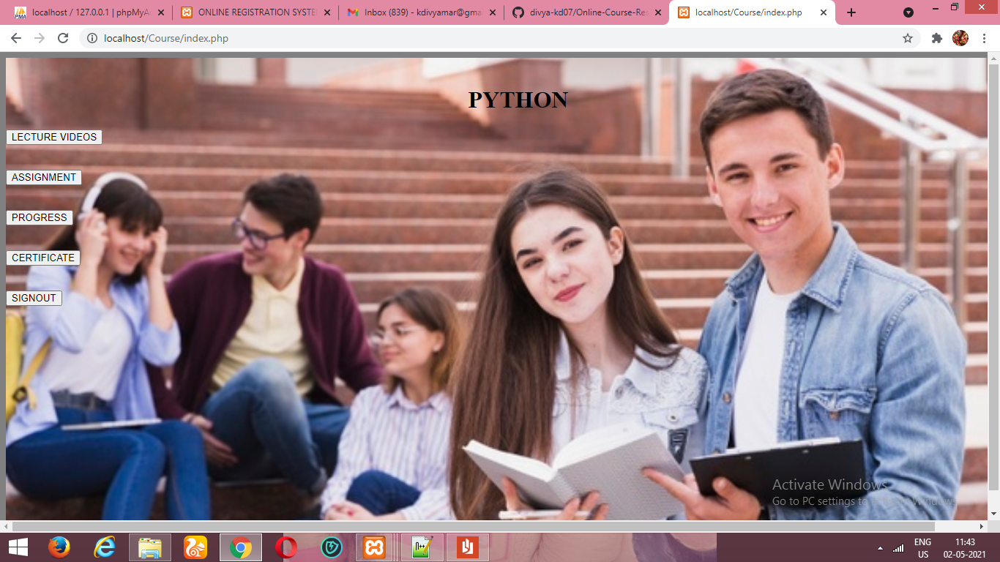 localhost / 127.0.0.1 | phpMyA
ONLINE REGISTRATION SYSTE
Inbox (839) - kdivyamar@gma
divya-kd07/Online-Course-Res
localhost/Course/index.php
localhost/Course/index.php
PYTHON
LECTURE VIDEOS
ASSIGNMENT
PROGRESS
CERTIFICATE
SIGNOUT
Activate Windows
Go to PC settings to
ENG
US
11:43
02-05-2021